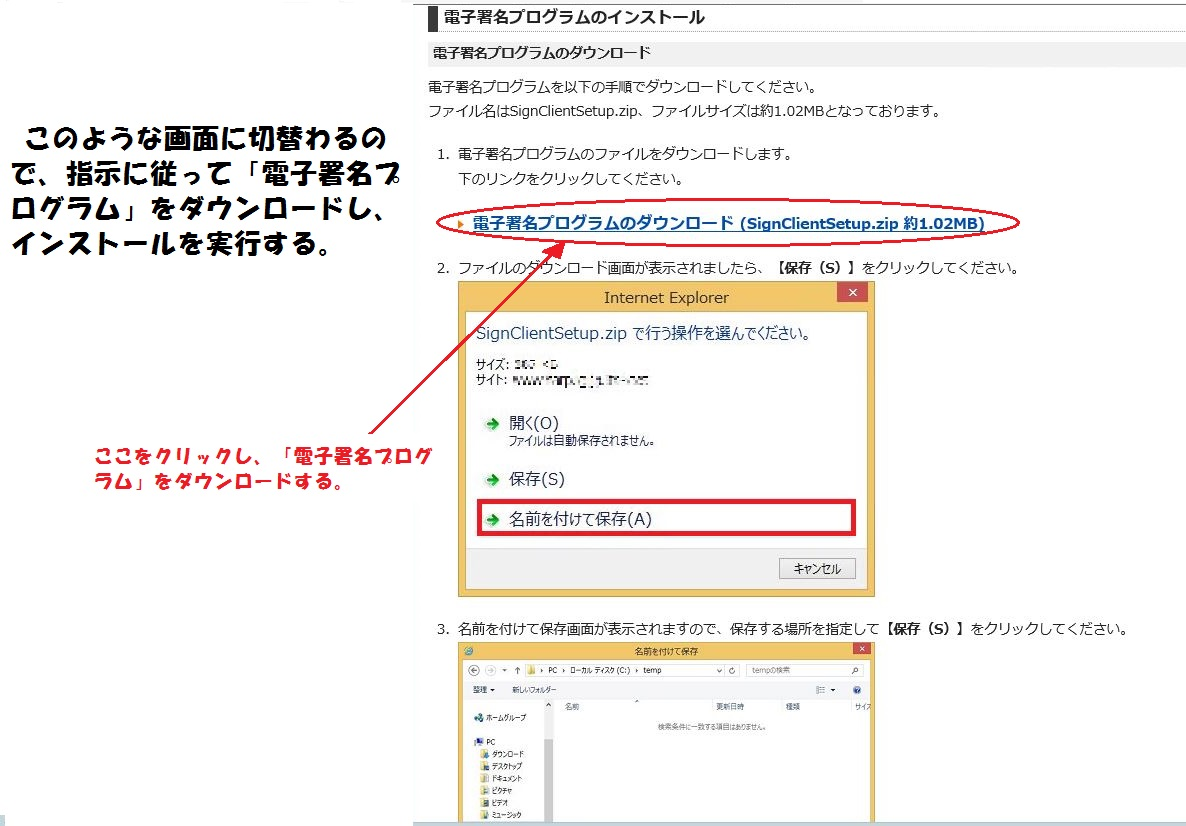 このような画面に切替わるの
で、指示に従って「電子署名プ
ログラム」をダウンロードし、
インストールを実行する。
ここをクリックし、「電子署名プログ
ラム」をダウンロードする。
電子署名プログラムのインストール
電子署名プログラムのダウンロード
電子署名プログラムを以下の手順でダウンロードしてください。
ファイル名はSignClientSetup.zip、ファイルサイズは約1.02MBとなっております。
1. 電子署名プログラムのファイルをダウンロードします。
下のリンクをクリックしてください。
電子署名プログラムのダウンロード (SignClientSetup.zip 約1.02MB)
2. ファイルのダウンロード画面が表示されましたら、【保存（S）】をクリックしてください。
Internet Explorer
SignClientSetup.zip で行う操作を選んでください。
サイズ:
サイト:
開く(O)
ファイルは自動保存されません。
保存(S)
名前を付けて保存(A)
キャンセル
3. 名前を付けて保存画面が表示されますので、保存する場所を指定して【保存（S）】をクリックしてください。
名前を付けて保存
PC › ローカル ディスク (C:) › temp
tempの検索
整理 新しいフォルダー
名前 更新日時 種類 サイズ
検索条件に一致する項目はありません。
ホームグループ
PC
ダウンロード
デスクトップ
ドキュメント
ピクチャ
ビデオ
ミュージック